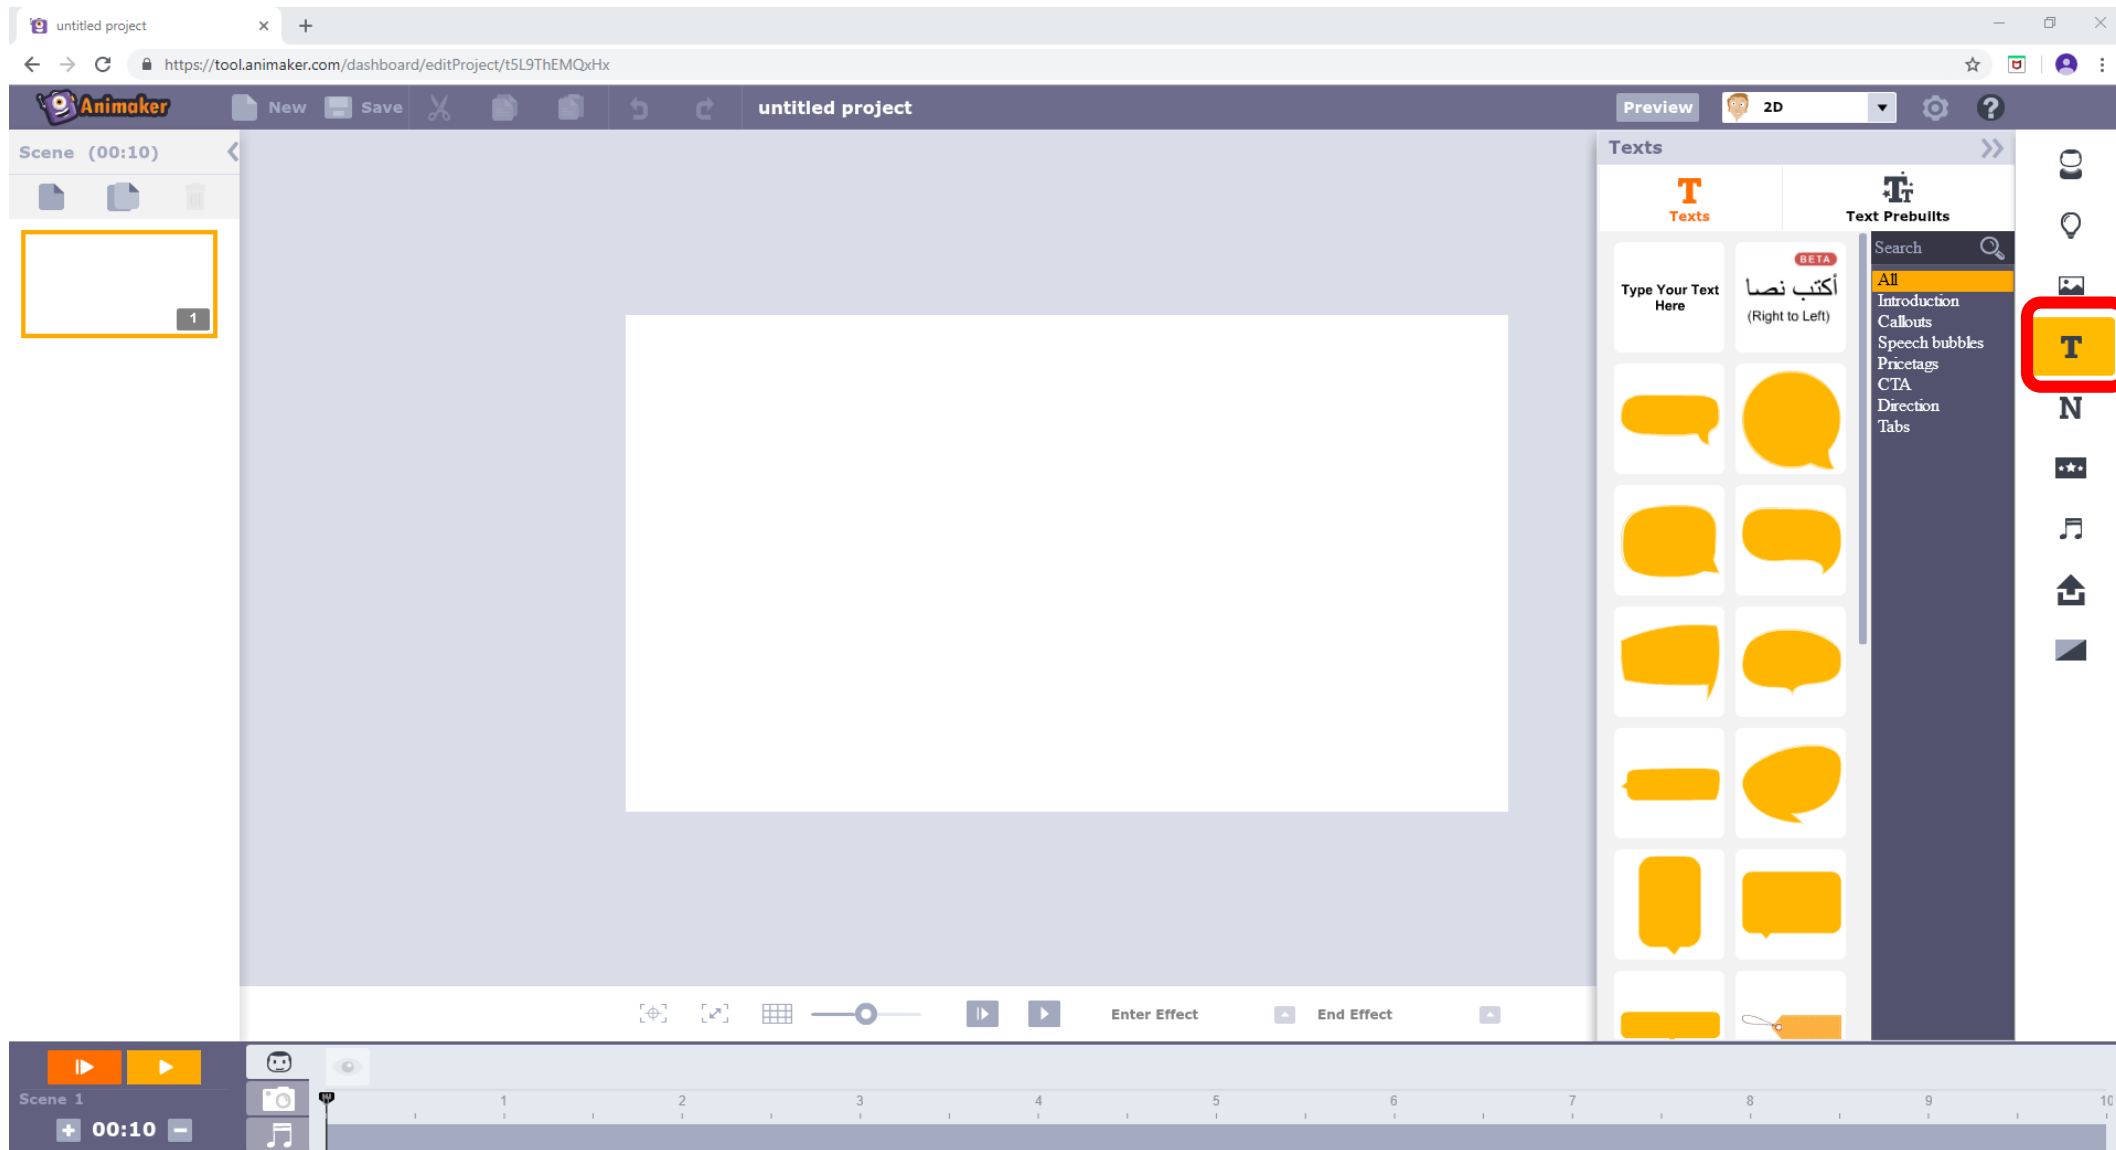 untitled project
https://tool.animaker.com/dashboard/editProject/t5L9ThEMQxHx
Animaker
New
Save
untitled project
Preview
2D
?
Scene (00:10)
1
Texts
T
Texts
Text Prebuilts
Type Your Text
Here
BETA
أكتب نصا
(Right to Left)
Search
All
Introduction
Callouts
Speech bubbles
Pricetags
CTA
Direction
Tabs
T
N
Enter Effect
End Effect
Scene 1
+ 00:10 -
1 2 3 4 5 6 7 8 9 10